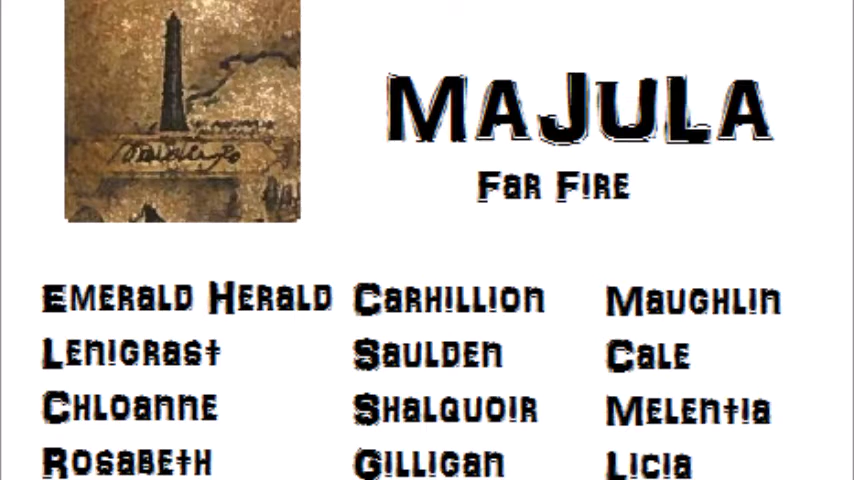 MAJULA
Far Fire
Emerald Herald Carhillion Maughlin
Lenigrast Saulden Cale
Chloanne Shalquoir Melentia
Rosabeth Gilligan Licia